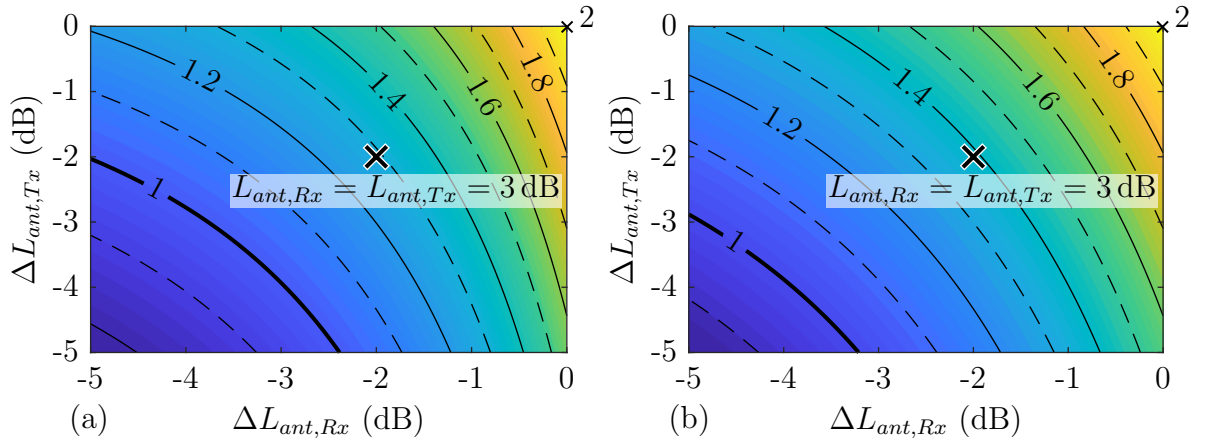 0 2 0 2
1.2 1.4 1.6 1.8 1.2 1.4 1.6 1.8
-1 -1
-2 -2
L_{ant,Rx} = L_{ant,Tx} = 3 dB L_{ant,Rx} = L_{ant,Tx} = 3 dB
1 1
-3 -3
-4 -4
-5 -5
ΔL_{ant,Tx} (dB) ΔL_{ant,Tx} (dB)
-5 -4 -3 -2 -1 0 -5 -4 -3 -2 -1 0
(a) ΔL_{ant,Rx} (dB) (b) ΔL_{ant,Rx} (dB)